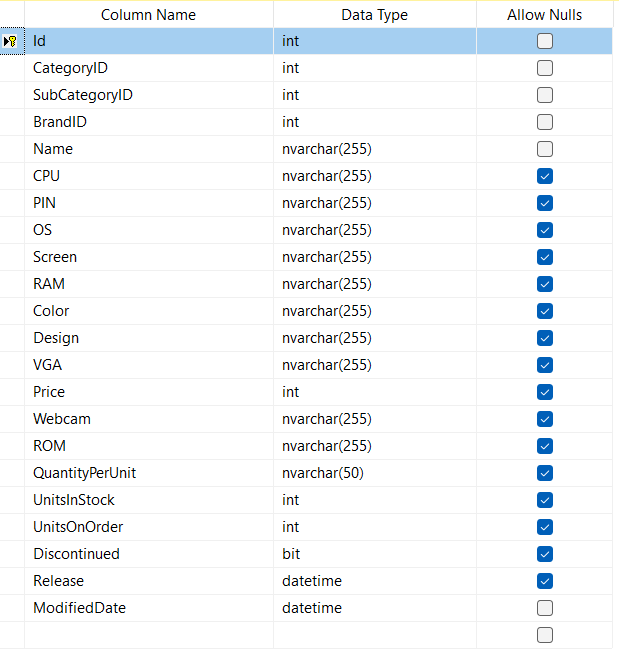 Column Name Data Type Allow Nulls
Id int
CategoryID int
SubCategoryID int
BrandID int
Name nvarchar(255)
CPU nvarchar(255)
PIN nvarchar(255)
OS nvarchar(255)
Screen nvarchar(255)
RAM nvarchar(255)
Color nvarchar(255)
Design nvarchar(255)
VGA nvarchar(255)
Price int
Webcam nvarchar(255)
ROM nvarchar(255)
QuantityPerUnit nvarchar(50)
UnitsInStock int
UnitsOnOrder int
Discontinued bit
Release datetime
ModifiedDate datetime